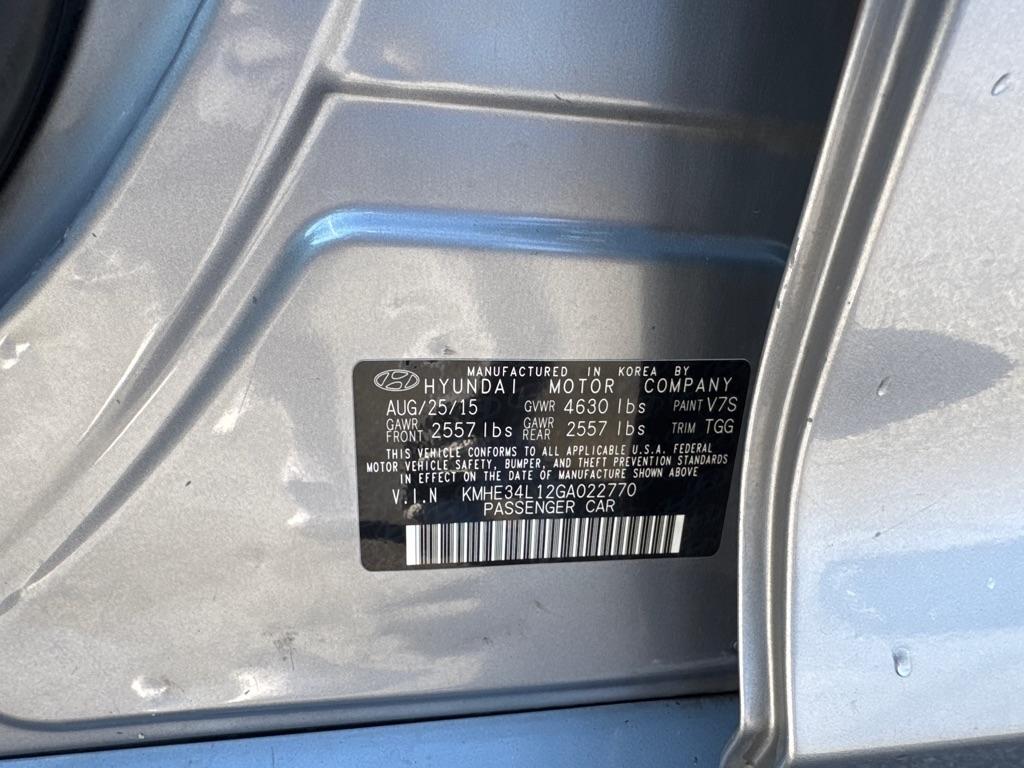 MANUFACTURED IN KOREA BY
HYUNDAI MOTOR COMPANY
AUG/25/15 GVWR 4630 lbs PAINT V7S
GAWR FRONT 2557 lbs GAWR REAR 2557 lbs TRIM TGG
THIS VEHICLE CONFORMS TO ALL APPLICABLE U.S.A. FEDERAL
MOTOR VEHICLE SAFETY, BUMPER, AND THEFT PREVENTION STANDARDS
IN EFFECT ON THE DATE OF MANUFACTURE SHOWN ABOVE
V.I.N KMHE34L12GA022770
PASSENGER CAR